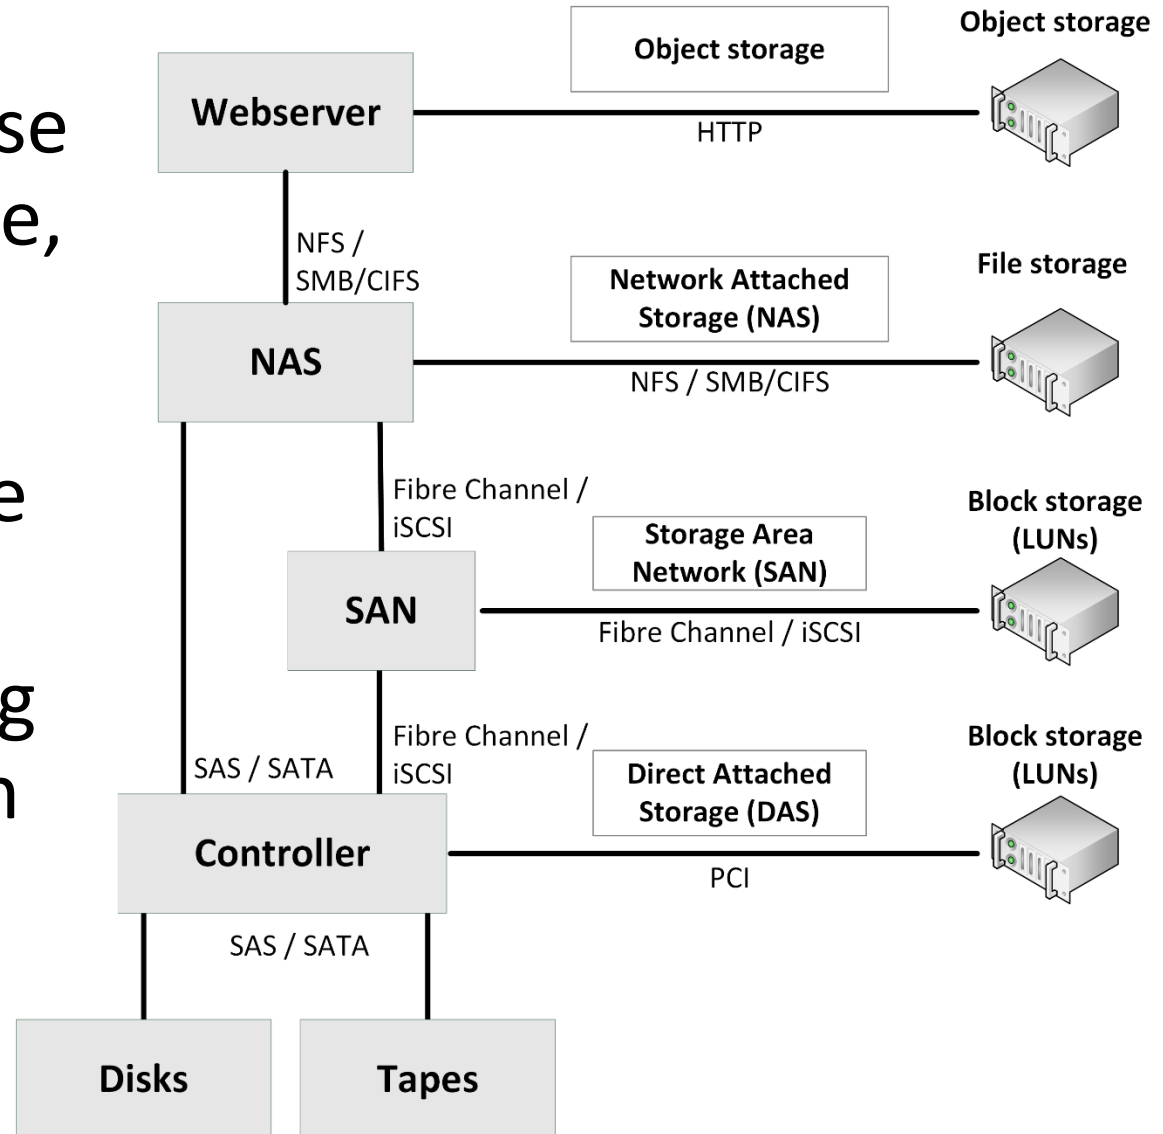 Object storage
Object storage
Webserver
HTTP
se
e,
NFS /
SMB/CIFS
Network Attached
Storage (NAS)
File storage
NAS
NFS / SMB/CIFS
e
Fibre Channel /
iSCSI
Storage Area
Network (SAN)
Block storage
(LUNs)
SAN
Fibre Channel / iSCSI
g
n
SAS / SATA
Fibre Channel /
iSCSI
Direct Attached
Storage (DAS)
Block storage
(LUNs)
Controller
PCI
SAS / SATA
Disks
Tapes